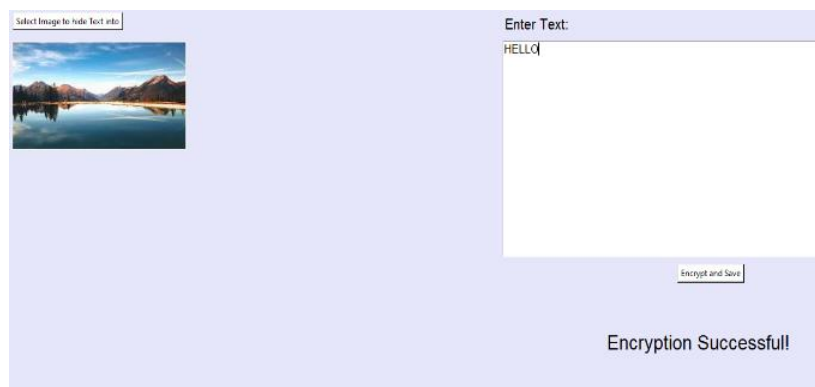 Select Image to hide Text into
Enter Text:
HELLO
Encrypt and Save
Encryption Successful!